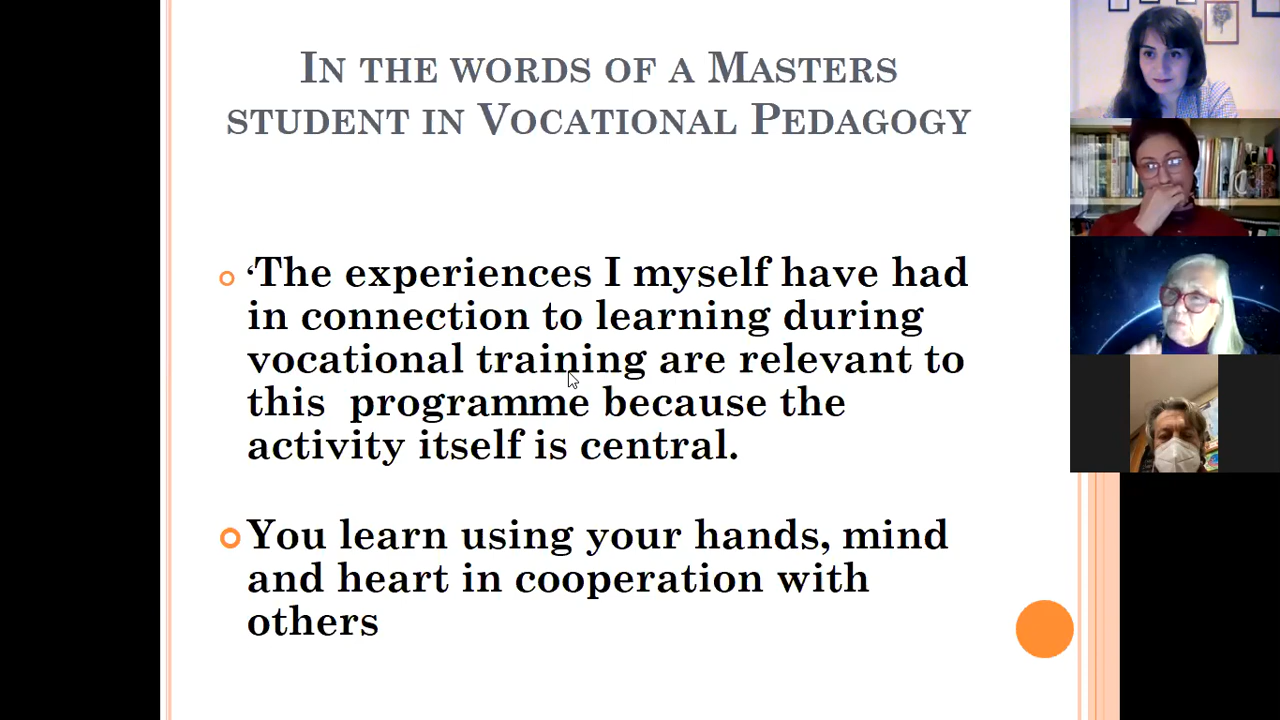 In the words of a Masters
student in Vocational Pedagogy
‘The experiences I myself have had
in connection to learning during
vocational training are relevant to
this  programme because the
activity itself is central.
You learn using your hands, mind
and heart in cooperation with
others